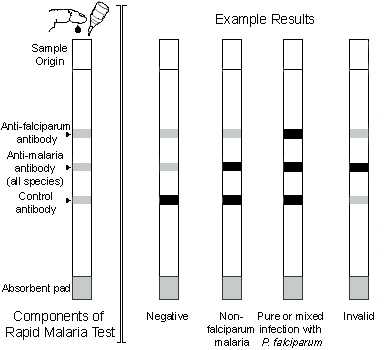 Example Results
Sample
Origin
Anti-falciparum
antibody
Anti-malaria
antibody
(all species)
Control
antibody
Absorbent pad
Components of
Rapid Malaria Test
Negative
Non-
falciparum
malaria
Pure or mixed
infection with
P. falciparum
Invalid